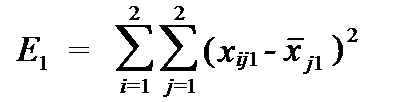 $E_1 = \sum_{i=1}^{2} \sum_{j=1}^{2} (x_{ij1} - \bar{x}_{j1})^2$